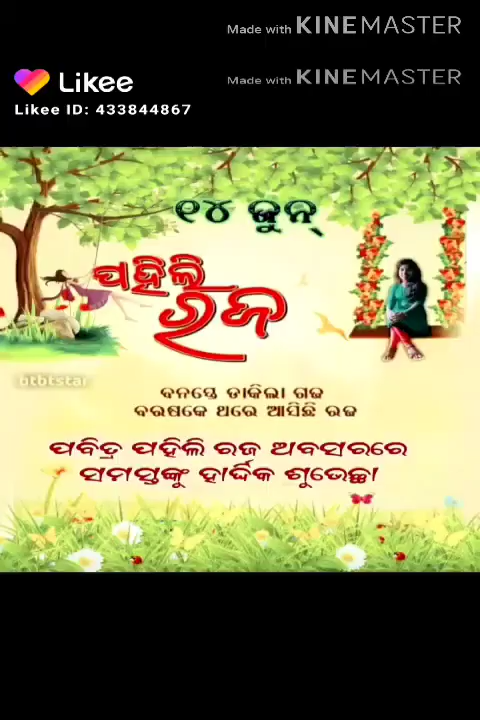 Made with KINEMASTER
Likee
Made with KINEMASTER
Likee ID: 433844867
୧୪ ଜୁନ୍
ପହିଲି
ରଜ
btbtstar
ବନସ୍ତେ ଡାକିଲା ଗଜ
ବରଷକେ ଥରେ ଆସିଛି ରଜ
ପବିତ୍ର ପହିଲି ରଜ ଅବସରରେ
ସମସ୍ତଙ୍କୁ ହାର୍ଦ୍ଦିକ ଶୁଭେଚ୍ଛା